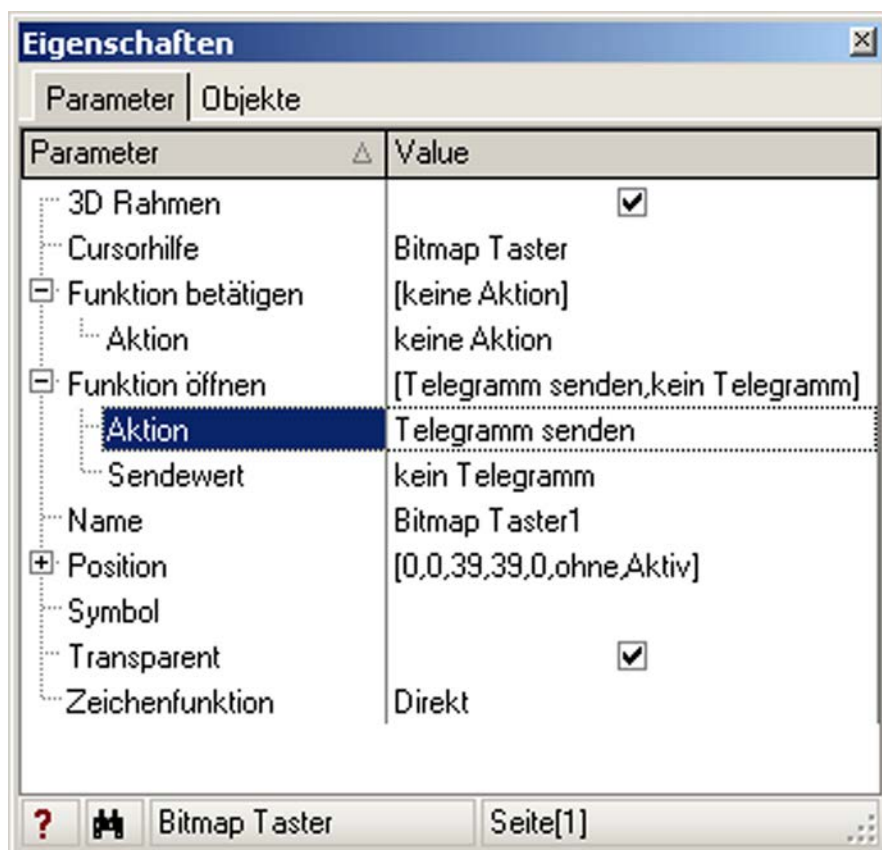 Eigenschaften
Parameter Objekte
Parameter Value
3D Rahmen
Cursorhilfe Bitmap Taster
Funktion betätigen [keine Aktion]
Aktion keine Aktion
Funktion öffnen [Telegramm senden,kein Telegramm]
Aktion Telegramm senden
Sendewert kein Telegramm
Name Bitmap Taster1
Position [0,0,39,39,0,ohne,Aktiv]
Symbol
Transparent
Zeichenfunktion Direkt
? Bitmap Taster Seite[1]